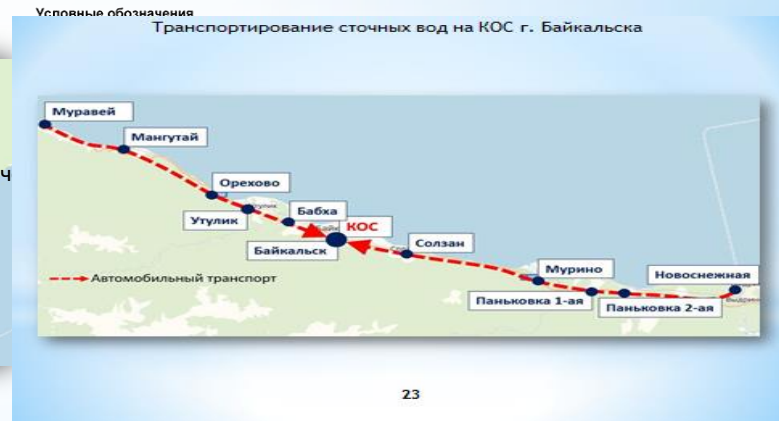 Условные обозначения
Транспортирование сточных вод на КОС г. Байкальска
Ч
Муравей
Мангутай
Орехово
Утулик
Бабха
КОС
Байкальск
Солзан
Мурино
Новоснежная
Паньковка 1-ая
Паньковка 2-ая
Автомобильный транспорт
23